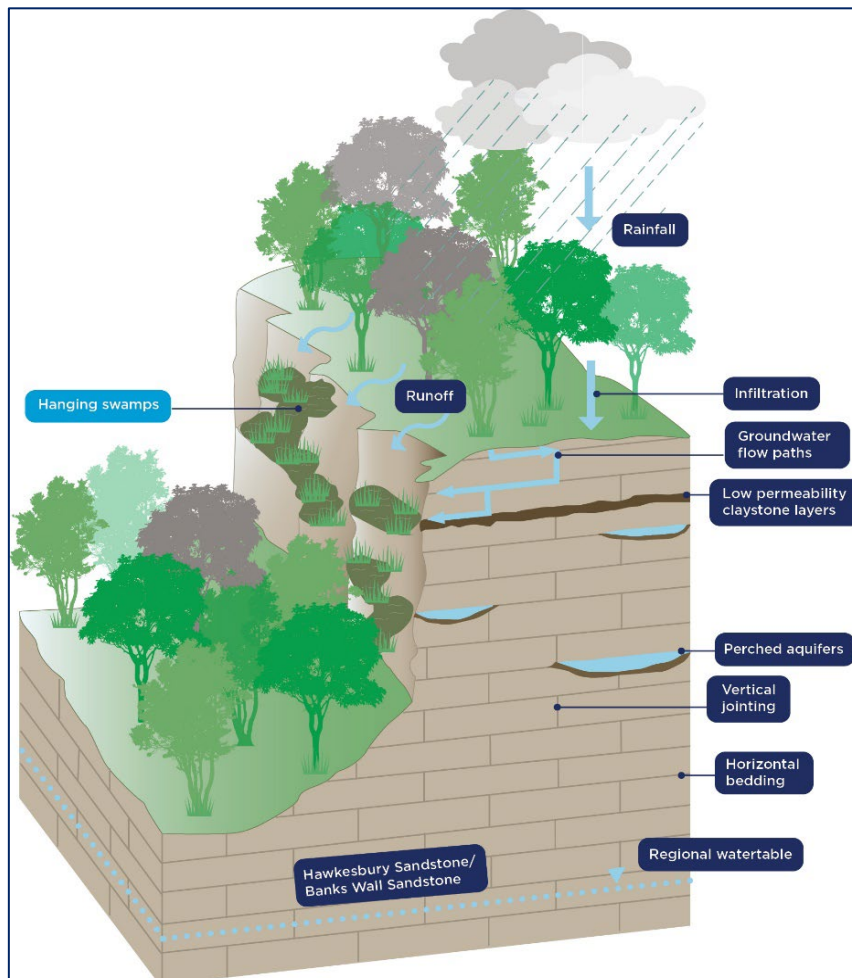 Rainfall
Hanging swamps
Runoff
Infiltration
Groundwater
flow paths
Low permeability
claystone layers
Perched aquifers
Vertical
jointing
Horizontal
bedding
Regional watertable
Hawkesbury Sandstone/
Banks Wall Sandstone